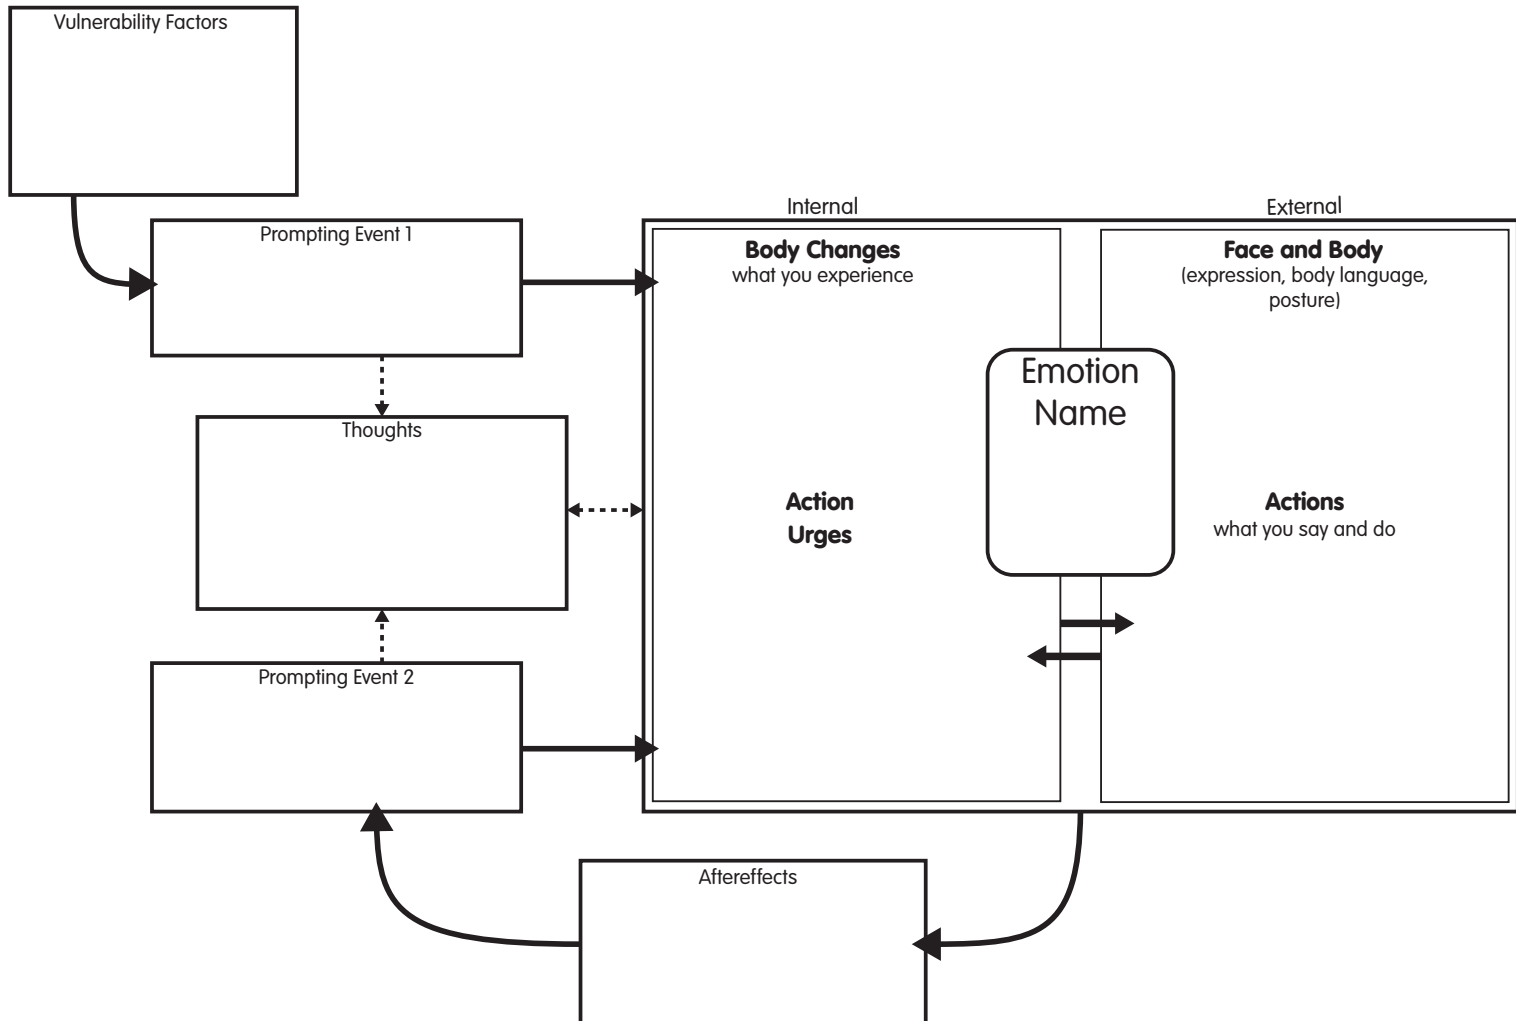 Vulnerability Factors
Internal
External
Prompting Event 1
Body Changes
what you experience
Face and Body
(expression, body language,
posture)
Emotion
Name
Thoughts
Action
Urges
Actions
what you say and do
Prompting Event 2
Aftereffects